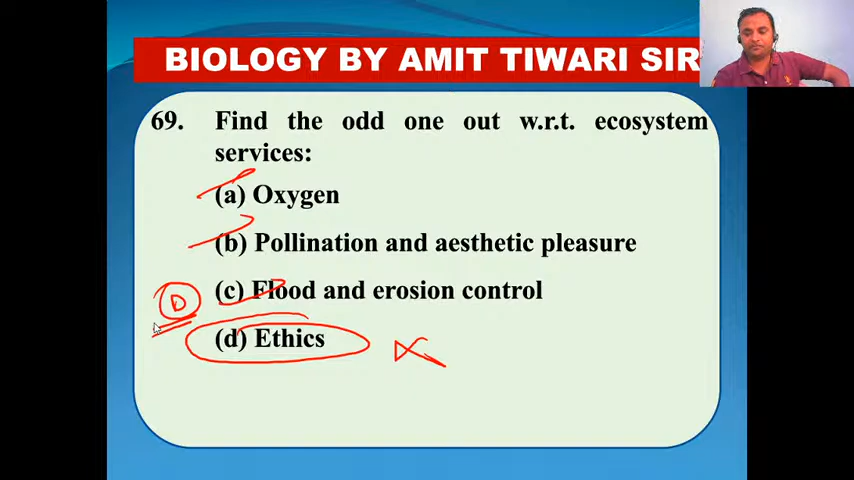 BIOLOGY BY AMIT TIWARI SIR
69. Find the odd one out w.r.t. ecosystem
services:
(a) Oxygen
(b) Pollination and aesthetic pleasure
(c) Flood and erosion control
D
(d) Ethics